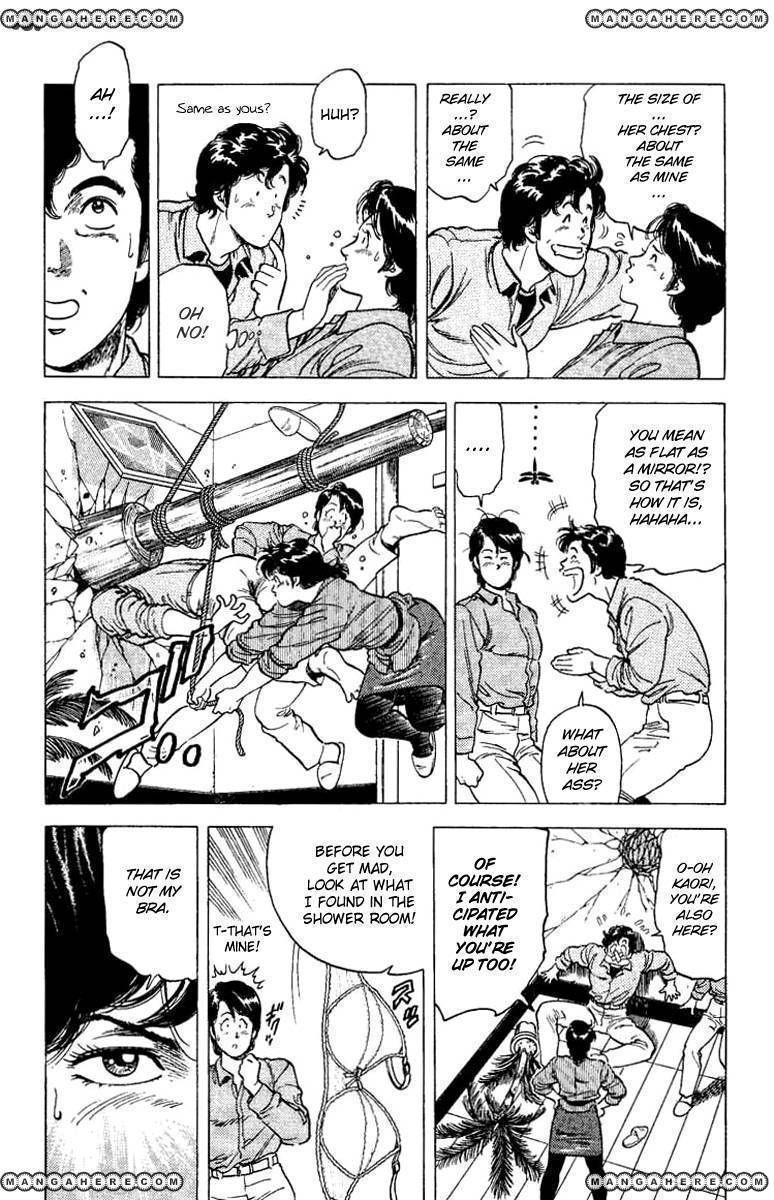 MANGAHERE.COM
MANGAHERE.COM
THE SIZE OF
...
HER CHEST?
ABOUT
THE SAME
AS MINE
...
REALLY
...?
ABOUT
THE
SAME
...
HUH?
Same as yous?
OH
NO!
AH
...!
YOU MEAN
AS FLAT AS
A MIRROR!?
SO THAT'S
HOW IT IS,
HAHAHA...
....
WHAT
ABOUT
HER
ASS?
O-OH
KAORI,
YOU'RE
ALSO
HERE?
OF
COURSE!
I ANTI-
CIPATED
WHAT
YOU'RE
UP TOO!
BEFORE YOU
GET MAD,
LOOK AT WHAT
I FOUND IN THE
SHOWER ROOM!
T-THAT'S
MINE!
THAT IS
NOT MY
BRA.
MANGAHERE.COM
MANGAHERE.COM